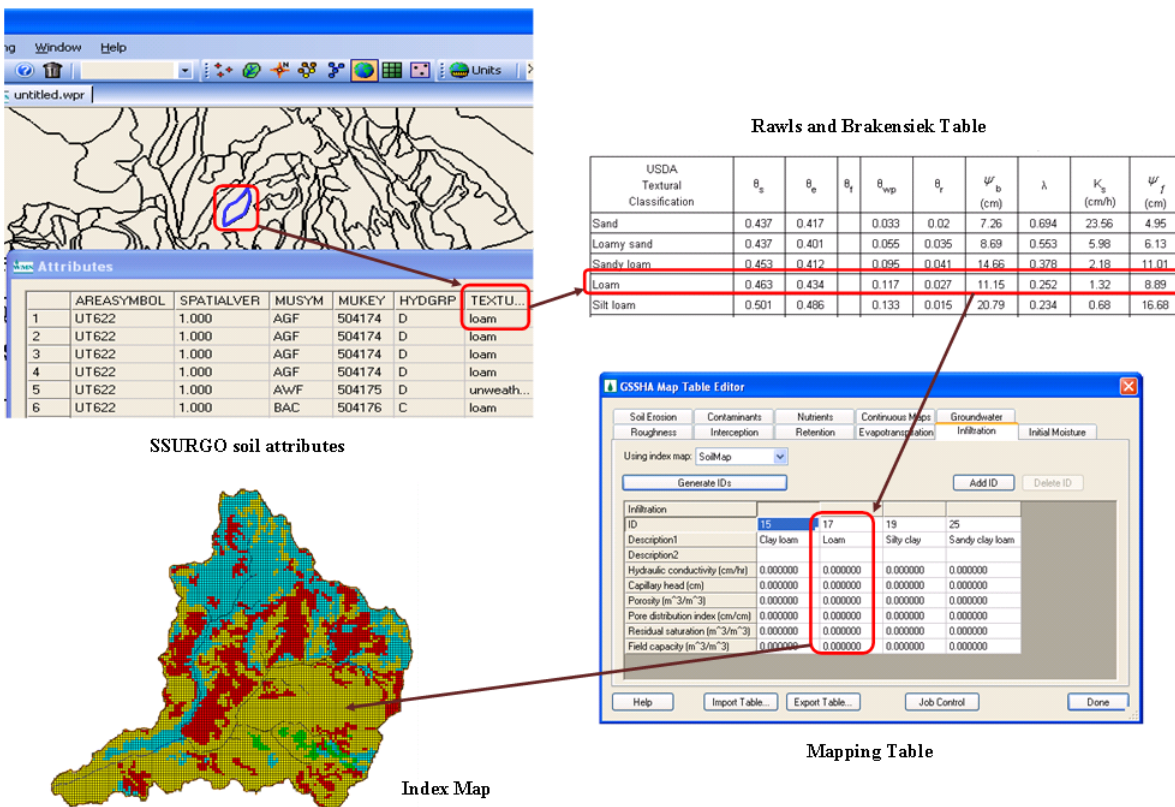 ng Window Help
Units
untitled.wpr
Attributes
AREASYMBOL SPATIALVER MUSYM MUKEY HYDGRP TEXTU...
1 UT622 1.000 AGF 504174 D loam
2 UT622 1.000 AGF 504174 D loam
3 UT622 1.000 AGF 504174 D loam
4 UT622 1.000 AGF 504174 D loam
5 UT622 1.000 AWF 504175 D unweath...
6 UT622 1.000 BAC 504176 C loam
SSURGO soil attributes
Rawls and Brakensiek Table
USDA
Textural
Classification
θs θe θf θwp θr Ψb (cm) λ Ks (cm/h) Ψf (cm)
Sand 0.437 0.417 0.033 0.02 7.26 0.694 23.56 4.95
Loamy sand 0.437 0.401 0.055 0.035 8.69 0.553 5.98 6.13
Sandy loam 0.453 0.412 0.095 0.041 14.66 0.378 2.18 11.01
Loam 0.463 0.434 0.117 0.027 11.15 0.252 1.32 8.89
Silt loam 0.501 0.486 0.133 0.015 20.79 0.234 0.68 16.68
GSSHA Map Table Editor
Soil Erosion Contaminants Nutrients Continuous Maps Groundwater
Roughness Interception Retention Evapotranspiration Infiltration Initial Moisture
Using index map: SoilMap
Generate IDs Add ID Delete ID
Infiltration
ID 15 17 19 25
Description1 Clay loam Loam Silty clay Sandy clay loam
Description2
Hydraulic conductivity (cm/hr) 0.000000 0.000000 0.000000 0.000000
Capillary head (cm) 0.000000 0.000000 0.000000 0.000000
Porosity (m^3/m^3) 0.000000 0.000000 0.000000 0.000000
Pore distribution index (cm/cm) 0.000000 0.000000 0.000000 0.000000
Residual saturation (m^3/m^3) 0.000000 0.000000 0.000000 0.000000
Field capacity (m^3/m^3) 0.000000 0.000000 0.000000 0.000000
Help Import Table... Export Table... Job Control Done
Mapping Table
Index Map